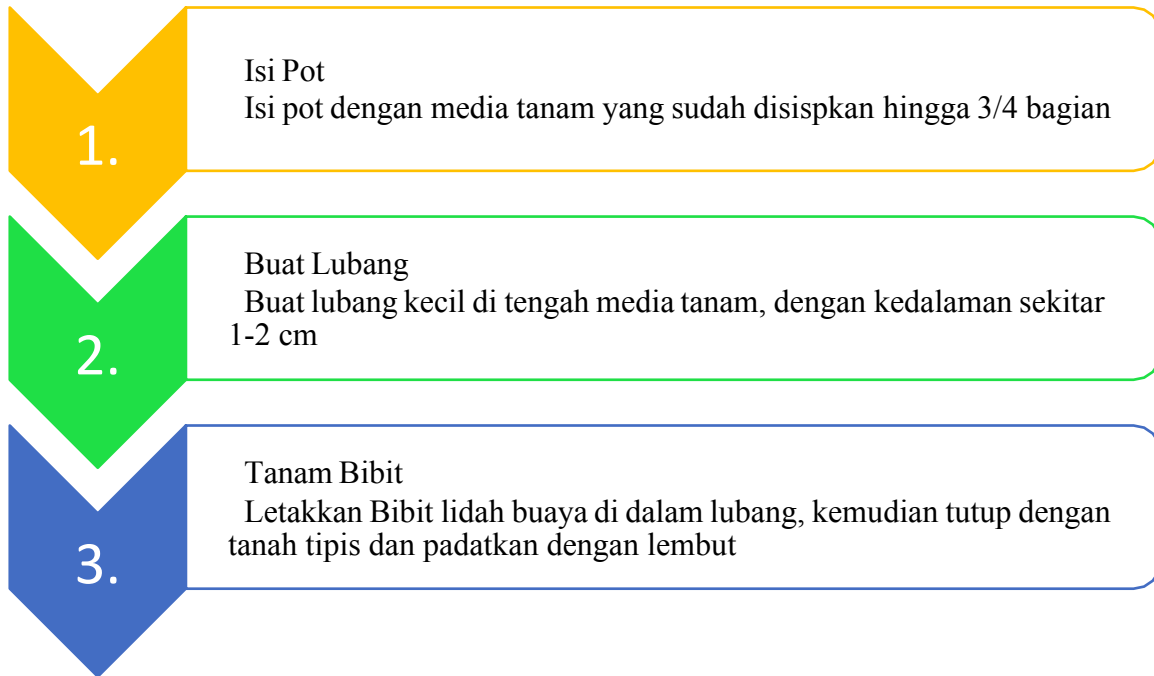 1.
Isi Pot
Isi pot dengan media tanam yang sudah disispkan hingga 3/4 bagian
2.
Buat Lubang
Buat lubang kecil di tengah media tanam, dengan kedalaman sekitar
1-2 cm
3.
Tanam Bibit
Letakkan Bibit lidah buaya di dalam lubang, kemudian tutup dengan
tanah tipis dan padatkan dengan lembut